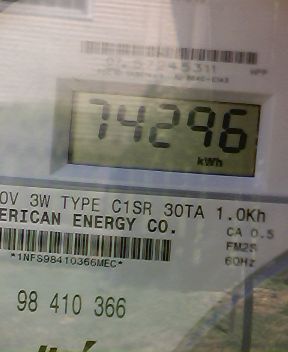 74296
kWh
0V 3W TYPE C1SR 30TA 1.0Kh
ERICAN ENERGY CO.
CA 0.5
FM2S
*1NFS98410366MEC*
60Hz
98 410 366